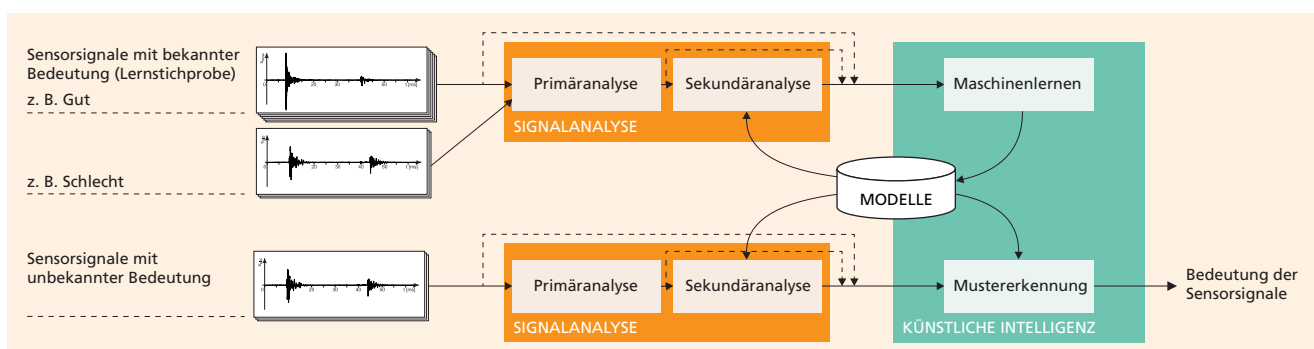 Sensorsignale mit bekannter
Bedeutung (Lernstichprobe)
z. B. Gut
z. B. Schlecht
Primäranalyse
Sekundäranalyse
SIGNALANALYSE
Maschinenlernen
MODELLE
Sensorsignale mit
unbekannter Bedeutung
Primäranalyse
Sekundäranalyse
SIGNALANALYSE
Mustererkennung
KÜNSTLICHE INTELLIGENZ
Bedeutung der
Sensorsignale